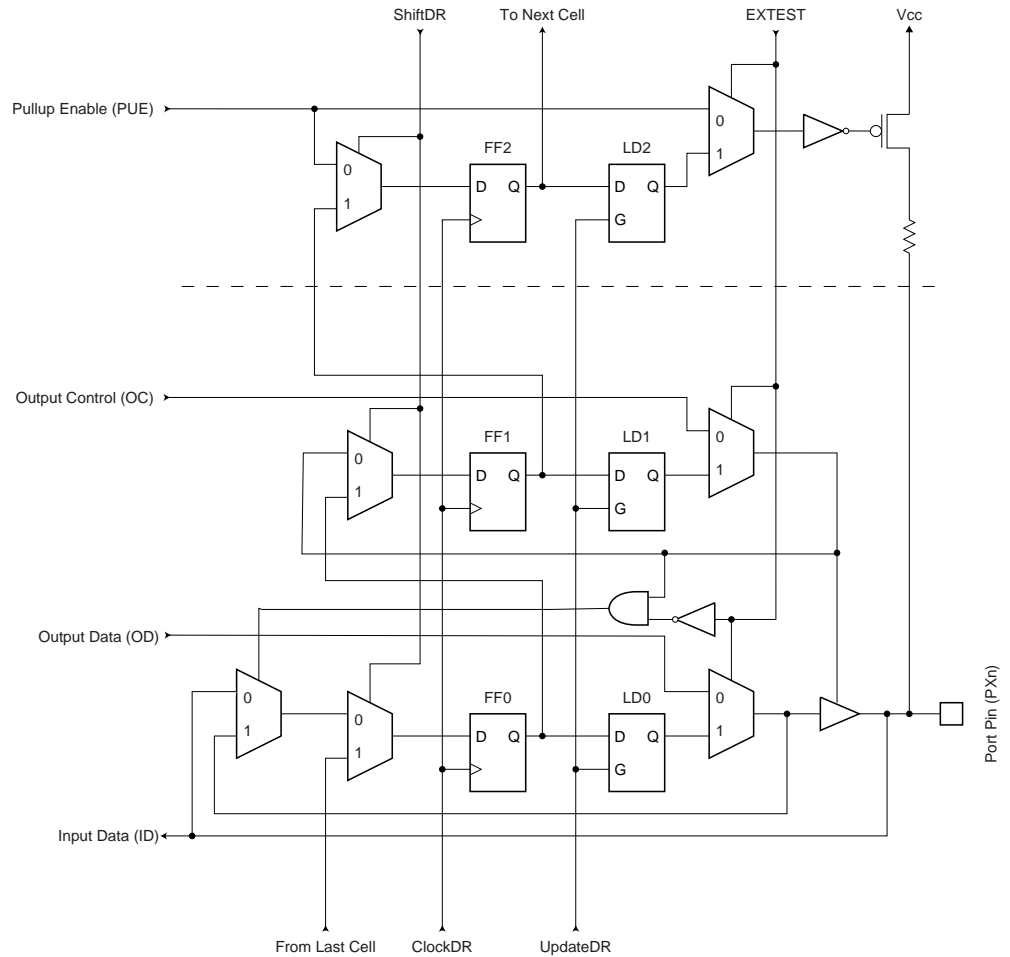 ShiftDR
To Next Cell
EXTEST
Vcc
Pullup Enable (PUE)
0
1
FF2
D
Q
LD2
D
Q
G
0
1
Output Control (OC)
0
1
FF1
D
Q
LD1
D
Q
G
0
1
Output Data (OD)
0
1
0
1
FF0
D
Q
LD0
D
Q
G
0
1
Port Pin (PXn)
Input Data (ID)
From Last Cell
ClockDR
UpdateDR